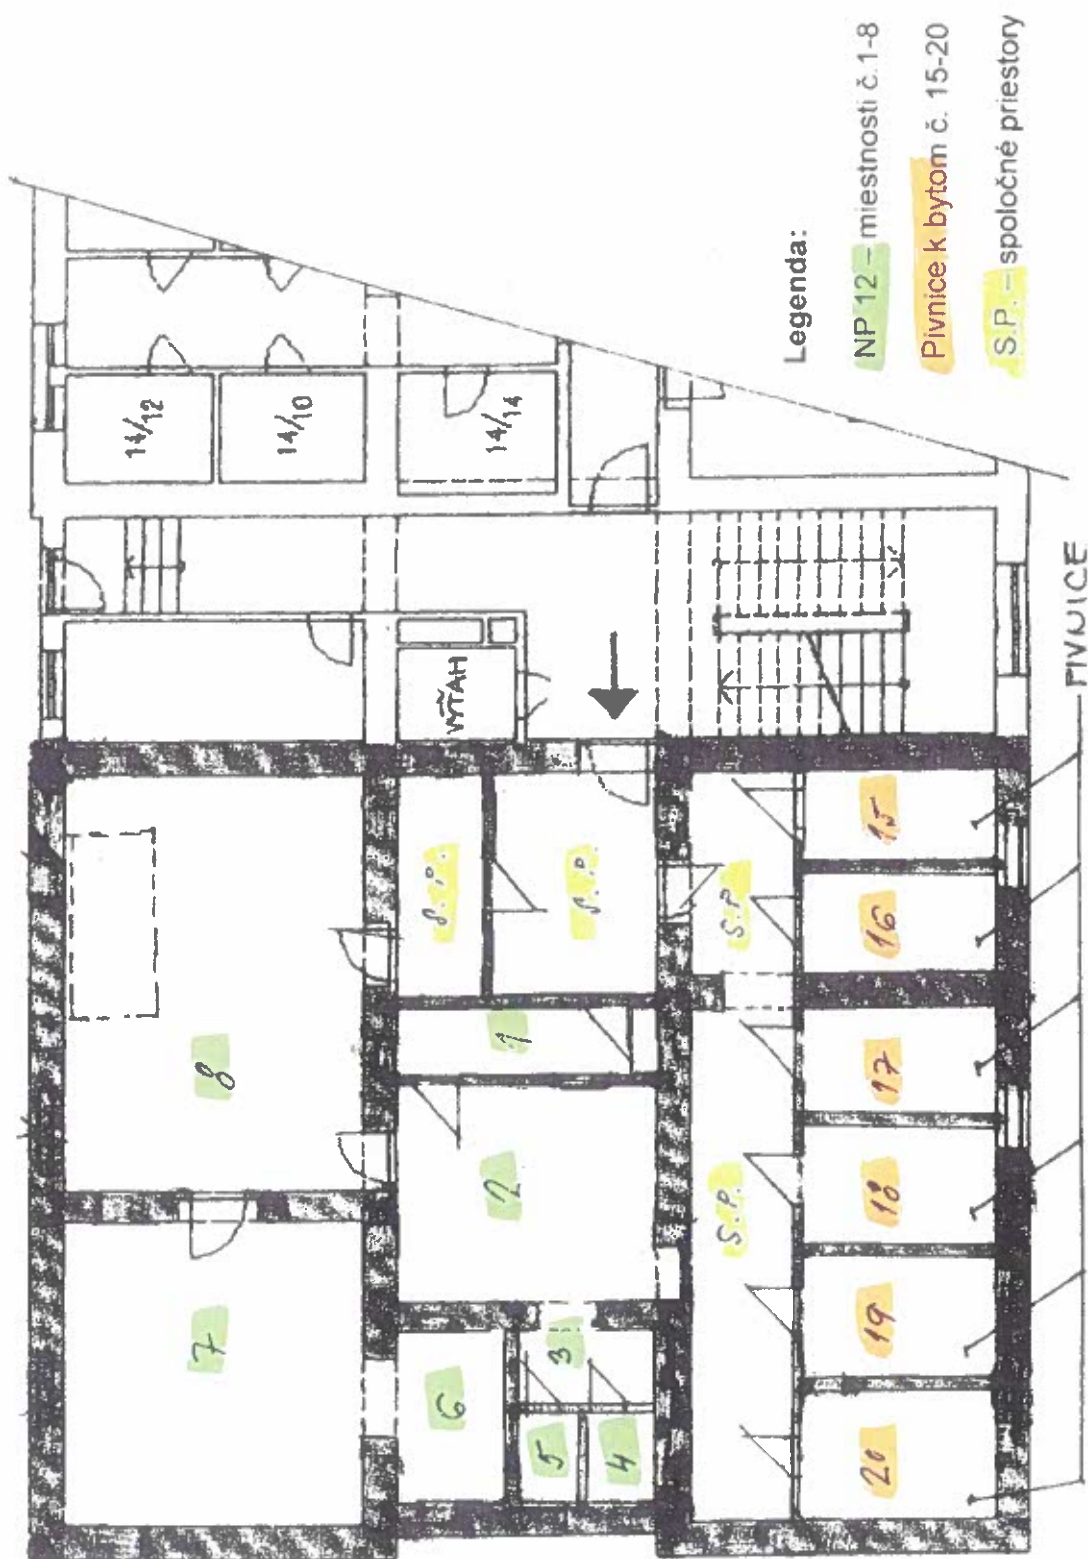 Legenda:
NP 12 – miestnosti č.1-8
Pivnice k bytom č. 15-20
S.P. – spoločné priestory
14/12
14/10
14/14
VÝŤAH
8
7
S.P.
S.P.
1
2
3
6
5
4
S.P.
S.P.
15
16
17
18
19
20
PIVNICE